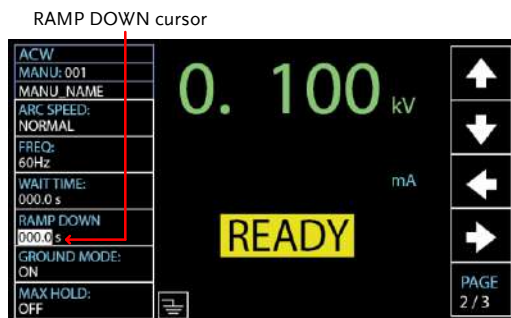 RAMP DOWN cursor
ACW
MANU: 001
MANU_NAME
ARC SPEED:
NORMAL
FREQ:
60Hz
WAIT TIME:
000.0 s
RAMP DOWN
000.0 s
GROUND MODE:
ON
MAX HOLD:
OFF
0. 100 kV
mA
READY
PAGE
2 / 3